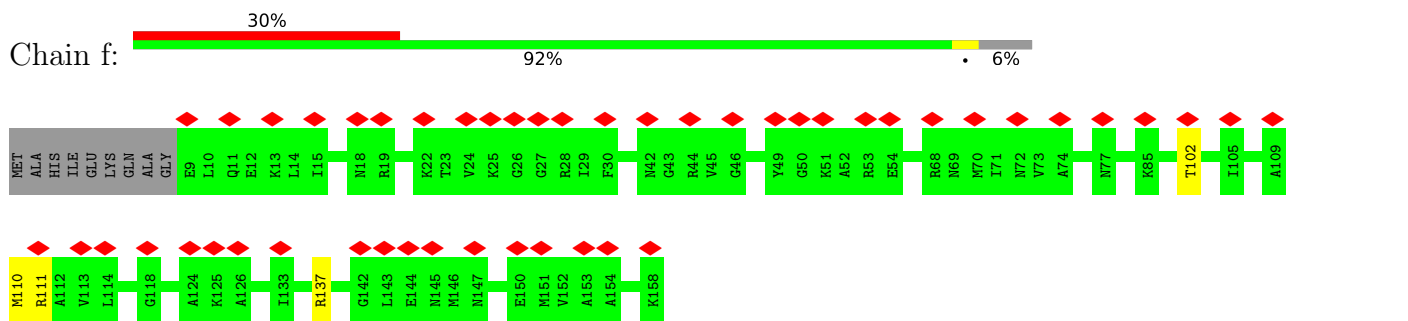 30%
Chain f:
92% • 6%
MET ALA HIS ILE GLU LYS GLN ALA GLY E9 L10 Q11 E12 K13 L14 I15 N18 R19 K22 T23 V24 K25 G26 G27 R28 I29 F30 N42 G43 R44 V45 G46 Y49 G50 K51 A52 R53 E54 R68 N69 M70 I71 N72 V73 A74 N77 K85 T102 I105 A109
M110 R111 A112 V113 L114 G118 A124 K125 A126 I133 R137 G142 L143 E144 N145 M146 N147 E150 M151 V152 A153 A154 K158